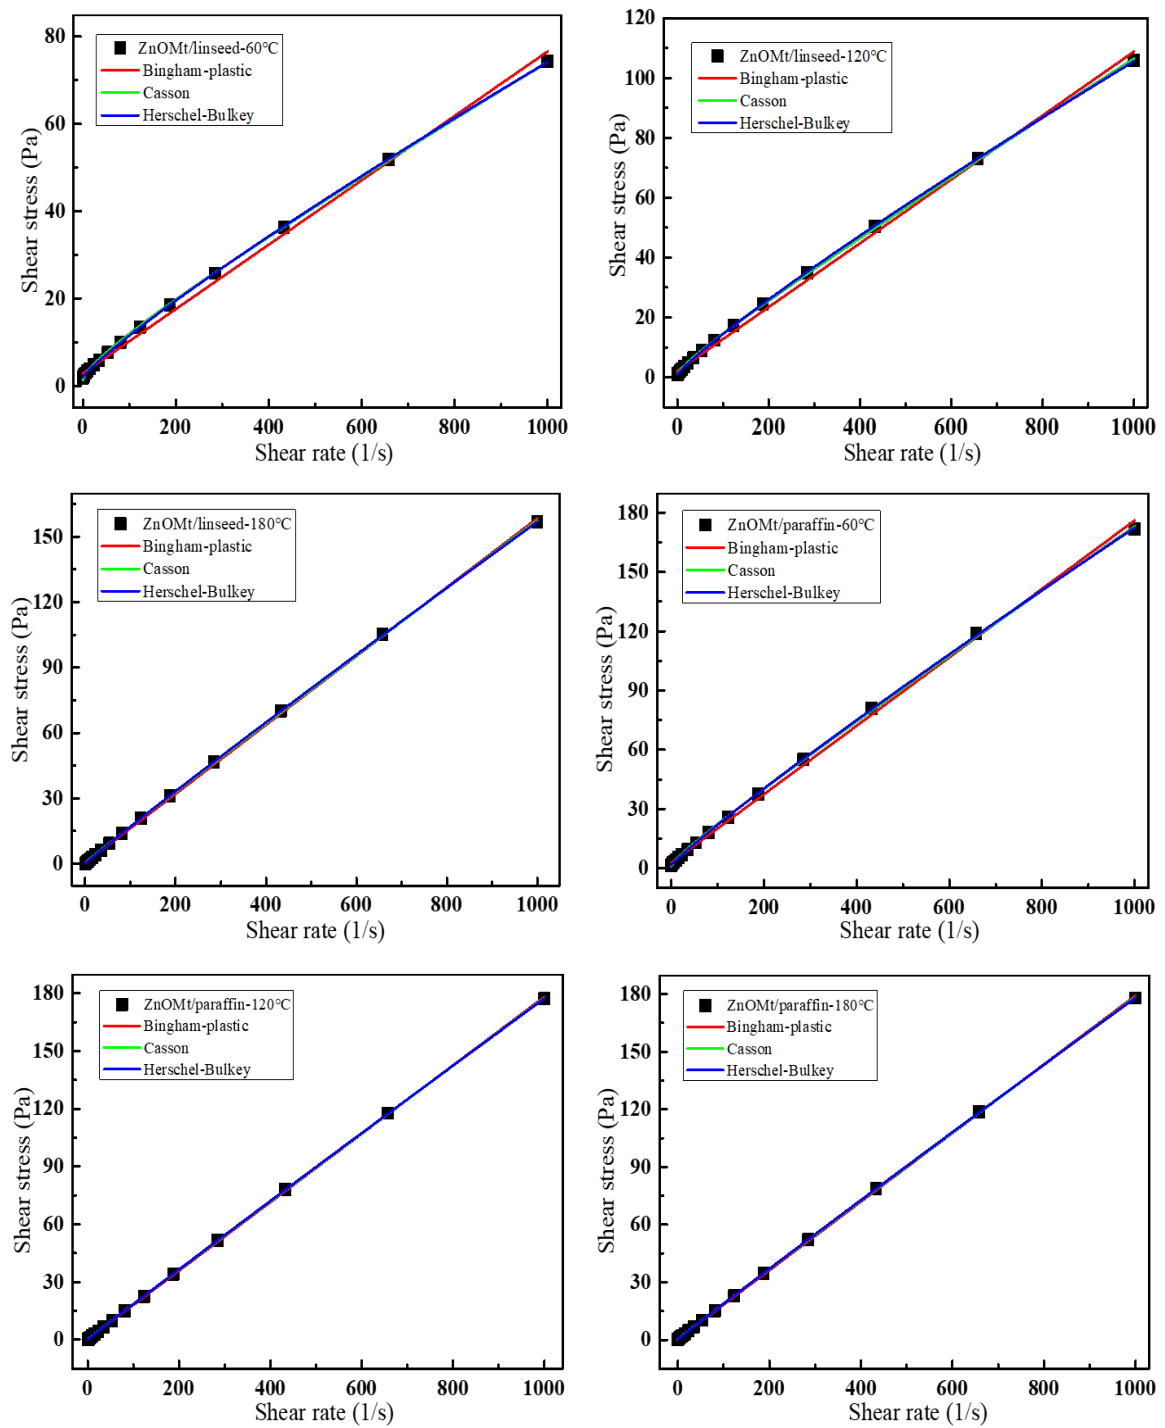 80
60
40
20
0
Shear stress (Pa)
ZnOMt/linseed-60℃
Bingham-plastic
Casson
Herschel-Bulkey
0 200 400 600 800 1000
Shear rate (1/s)
120
100
80
60
40
20
0
Shear stress (Pa)
ZnOMt/linseed-120℃
Bingham-plastic
Casson
Herschel-Bulkey
0 200 400 600 800 1000
Shear rate (1/s)
150
120
90
60
30
0
Shear stress (Pa)
ZnOMt/linseed-180℃
Bingham-plastic
Casson
Herschel-Bulkey
0 200 400 600 800 1000
Shear rate (1/s)
180
150
120
90
60
30
0
Shear stress (Pa)
ZnOMt/paraffin-60℃
Bingham-plastic
Casson
Herschel-Bulkey
0 200 400 600 800 1000
Shear rate (1/s)
180
150
120
90
60
30
0
Shear stress (Pa)
ZnOMt/paraffin-120℃
Bingham-plastic
Casson
Herschel-Bulkey
0 200 400 600 800 1000
Shear rate (1/s)
180
150
120
90
60
30
0
Shear stress (Pa)
ZnOMt/paraffin-180℃
Bingham-plastic
Casson
Herschel-Bulkey
0 200 400 600 800 1000
Shear rate (1/s)